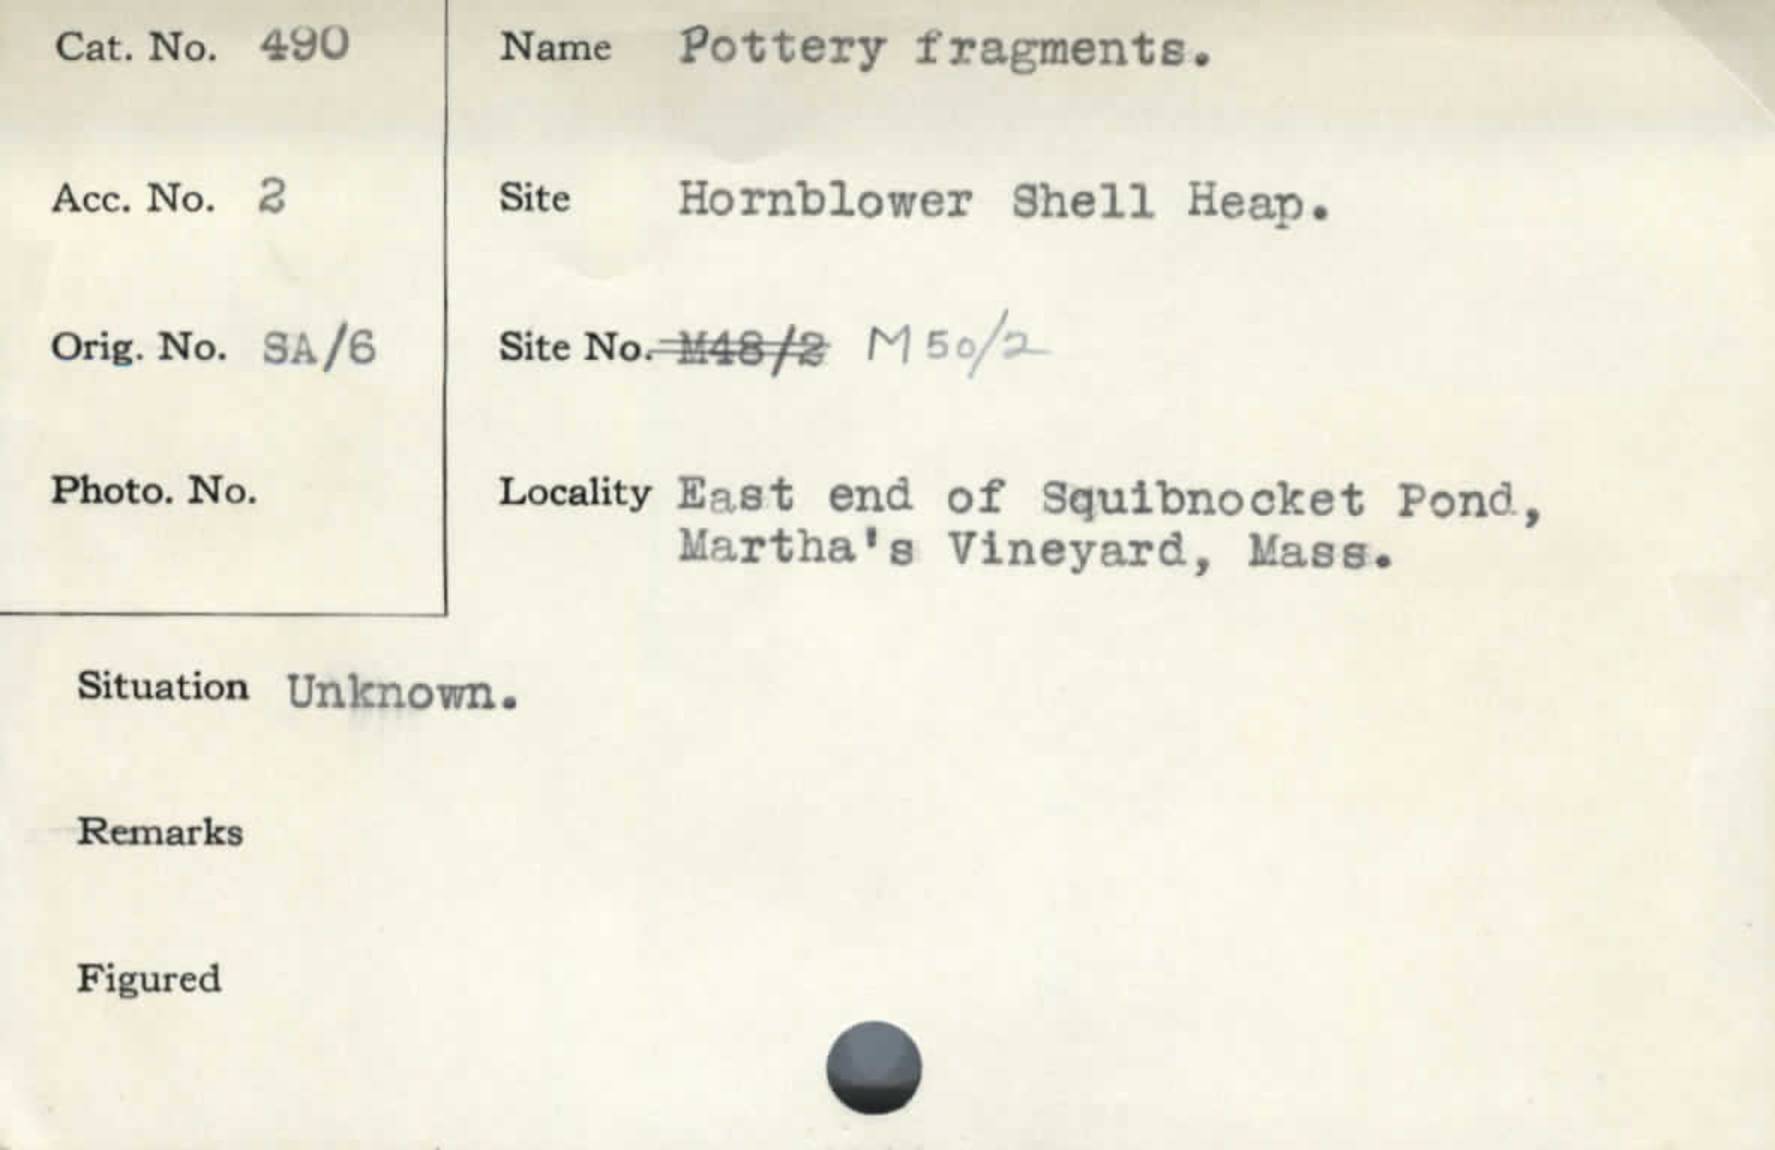 Cat. No. 490
Name Pottery fragments.
Acc. No. 2
Site Hornblower Shell Heap.
Orig. No. SA/6
Site No. M48/2 M50/2
Photo. No.
Locality East end of Squibnocket Pond,
Martha's Vineyard, Mass.
Situation Unknown.
Remarks
Figured